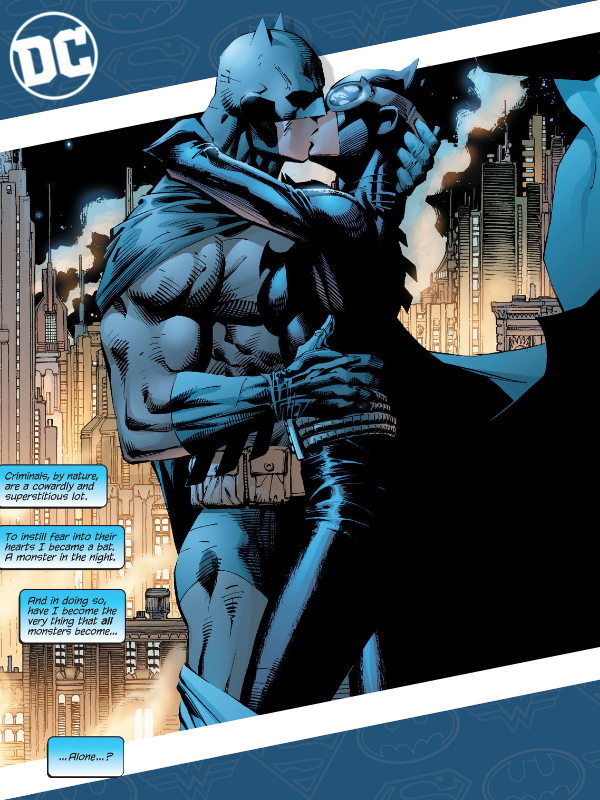 DC
Criminals, by nature,
are a cowardly and
superstitious lot.
To instill fear into their
hearts I became a bat.
A monster in the night.
And in doing so,
have I become the
very thing that all
monsters become...
...Alone...?